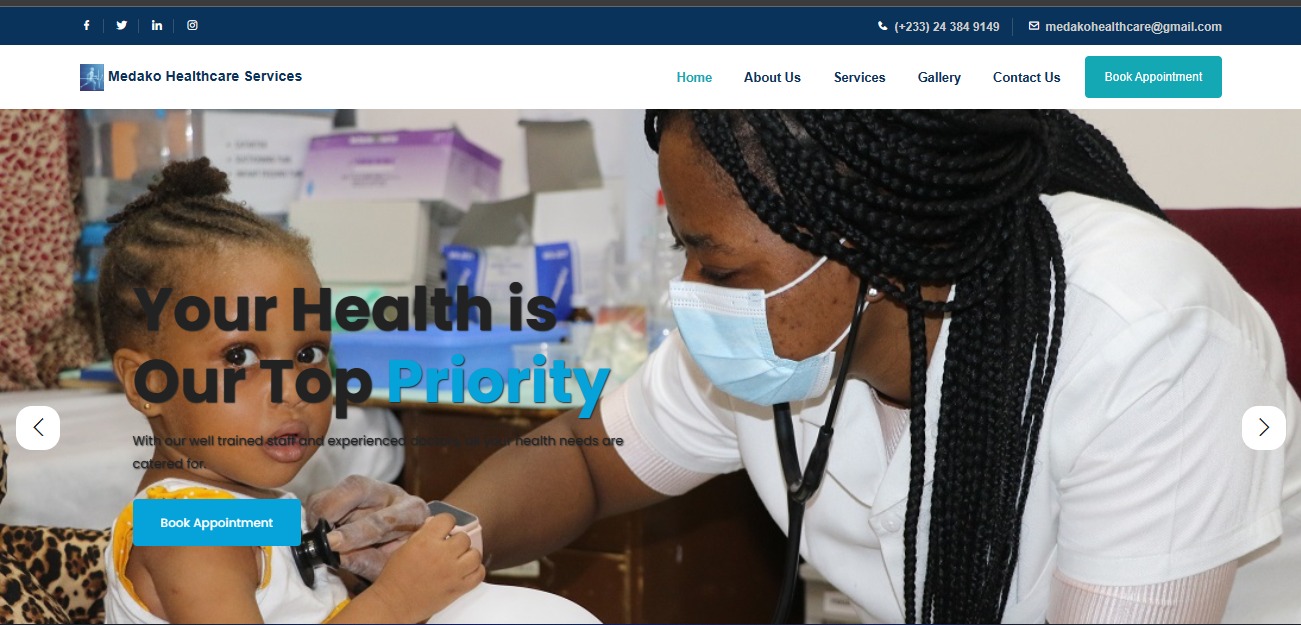 (+233) 24 384 9149
medakohealthcare@gmail.com
Medako Healthcare Services
Home
About Us
Services
Gallery
Contact Us
Book Appointment
Your Health is
Our Top Priority
With our well trained staff and experienced doctors, all your health needs are
catered for.
Book Appointment